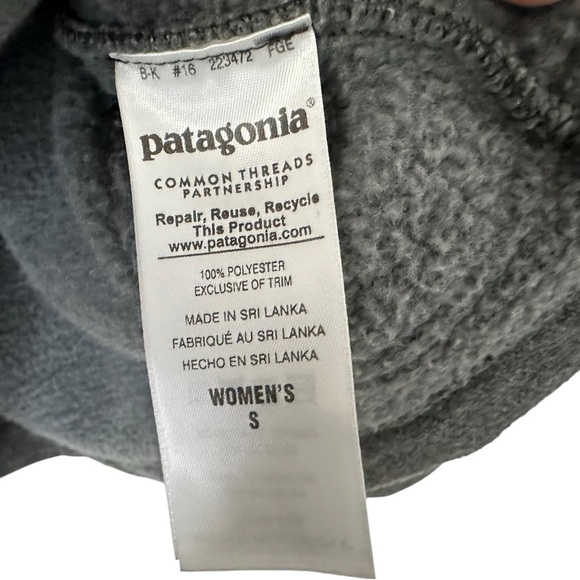 B-K #16 223472 FGE
patagonia®
COMMON THREADS
PARTNERSHIP
Repair, Reuse, Recycle
This Product
www.patagonia.com
100% POLYESTER
EXCLUSIVE OF TRIM
MADE IN SRI LANKA
FABRIQUÉ AU SRI LANKA
HECHO EN SRI LANKA
WOMEN'S
S